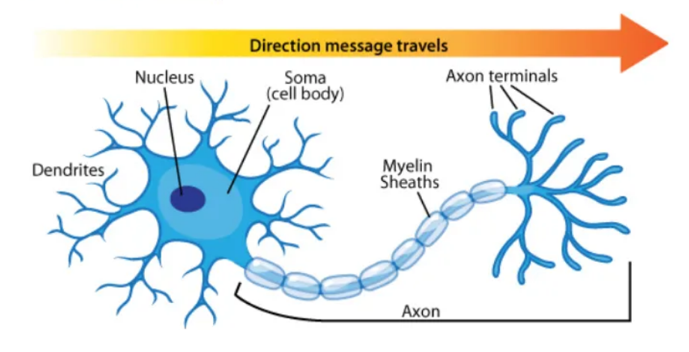 Direction message travels
Nucleus
Soma
(cell body)
Axon terminals
Dendrites
Myelin
Sheaths
Axon